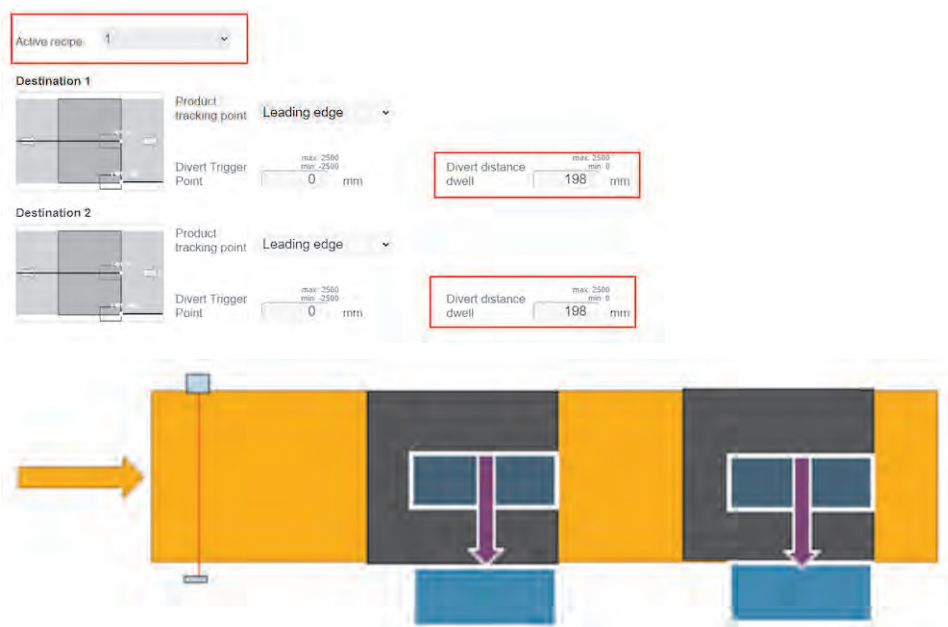 Active recipe 1
Destination 1
Product
tracking point Leading edge
max: 2500
min: -2500
Divert Trigger
Point 0 mm
max: 2500
min: 0
Divert distance
dwell 198 mm
Destination 2
Product
tracking point Leading edge
max: 2500
min: -2500
Divert Trigger
Point 0 mm
max: 2500
min: 0
Divert distance
dwell 198 mm